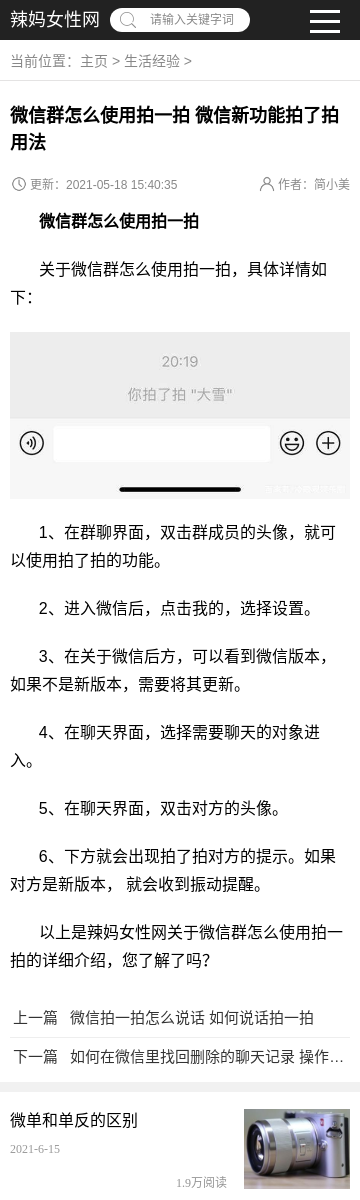 辣妈女性网
请输入关键字词
当前位置：主页 > 生活经验 >
微信群怎么使用拍一拍 微信新功能拍了拍
用法
更新：2021-05-18 15:40:35
作者：简小美
微信群怎么使用拍一拍
关于微信群怎么使用拍一拍，具体详情如
下：
20:19
你拍了拍 "大雪"
1、在群聊界面，双击群成员的头像，就可
以使用拍了拍的功能。
2、进入微信后，点击我的，选择设置。
3、在关于微信后方，可以看到微信版本，
如果不是新版本，需要将其更新。
4、在聊天界面，选择需要聊天的对象进
入。
5、在聊天界面，双击对方的头像。
6、下方就会出现拍了拍对方的提示。如果
对方是新版本， 就会收到振动提醒。
以上是辣妈女性网关于微信群怎么使用拍一
拍的详细介绍，您了解了吗?
上一篇 微信拍一拍怎么说话 如何说话拍一拍
下一篇 如何在微信里找回删除的聊天记录 操作…
微单和单反的区别
2021-6-15
1.9万阅读